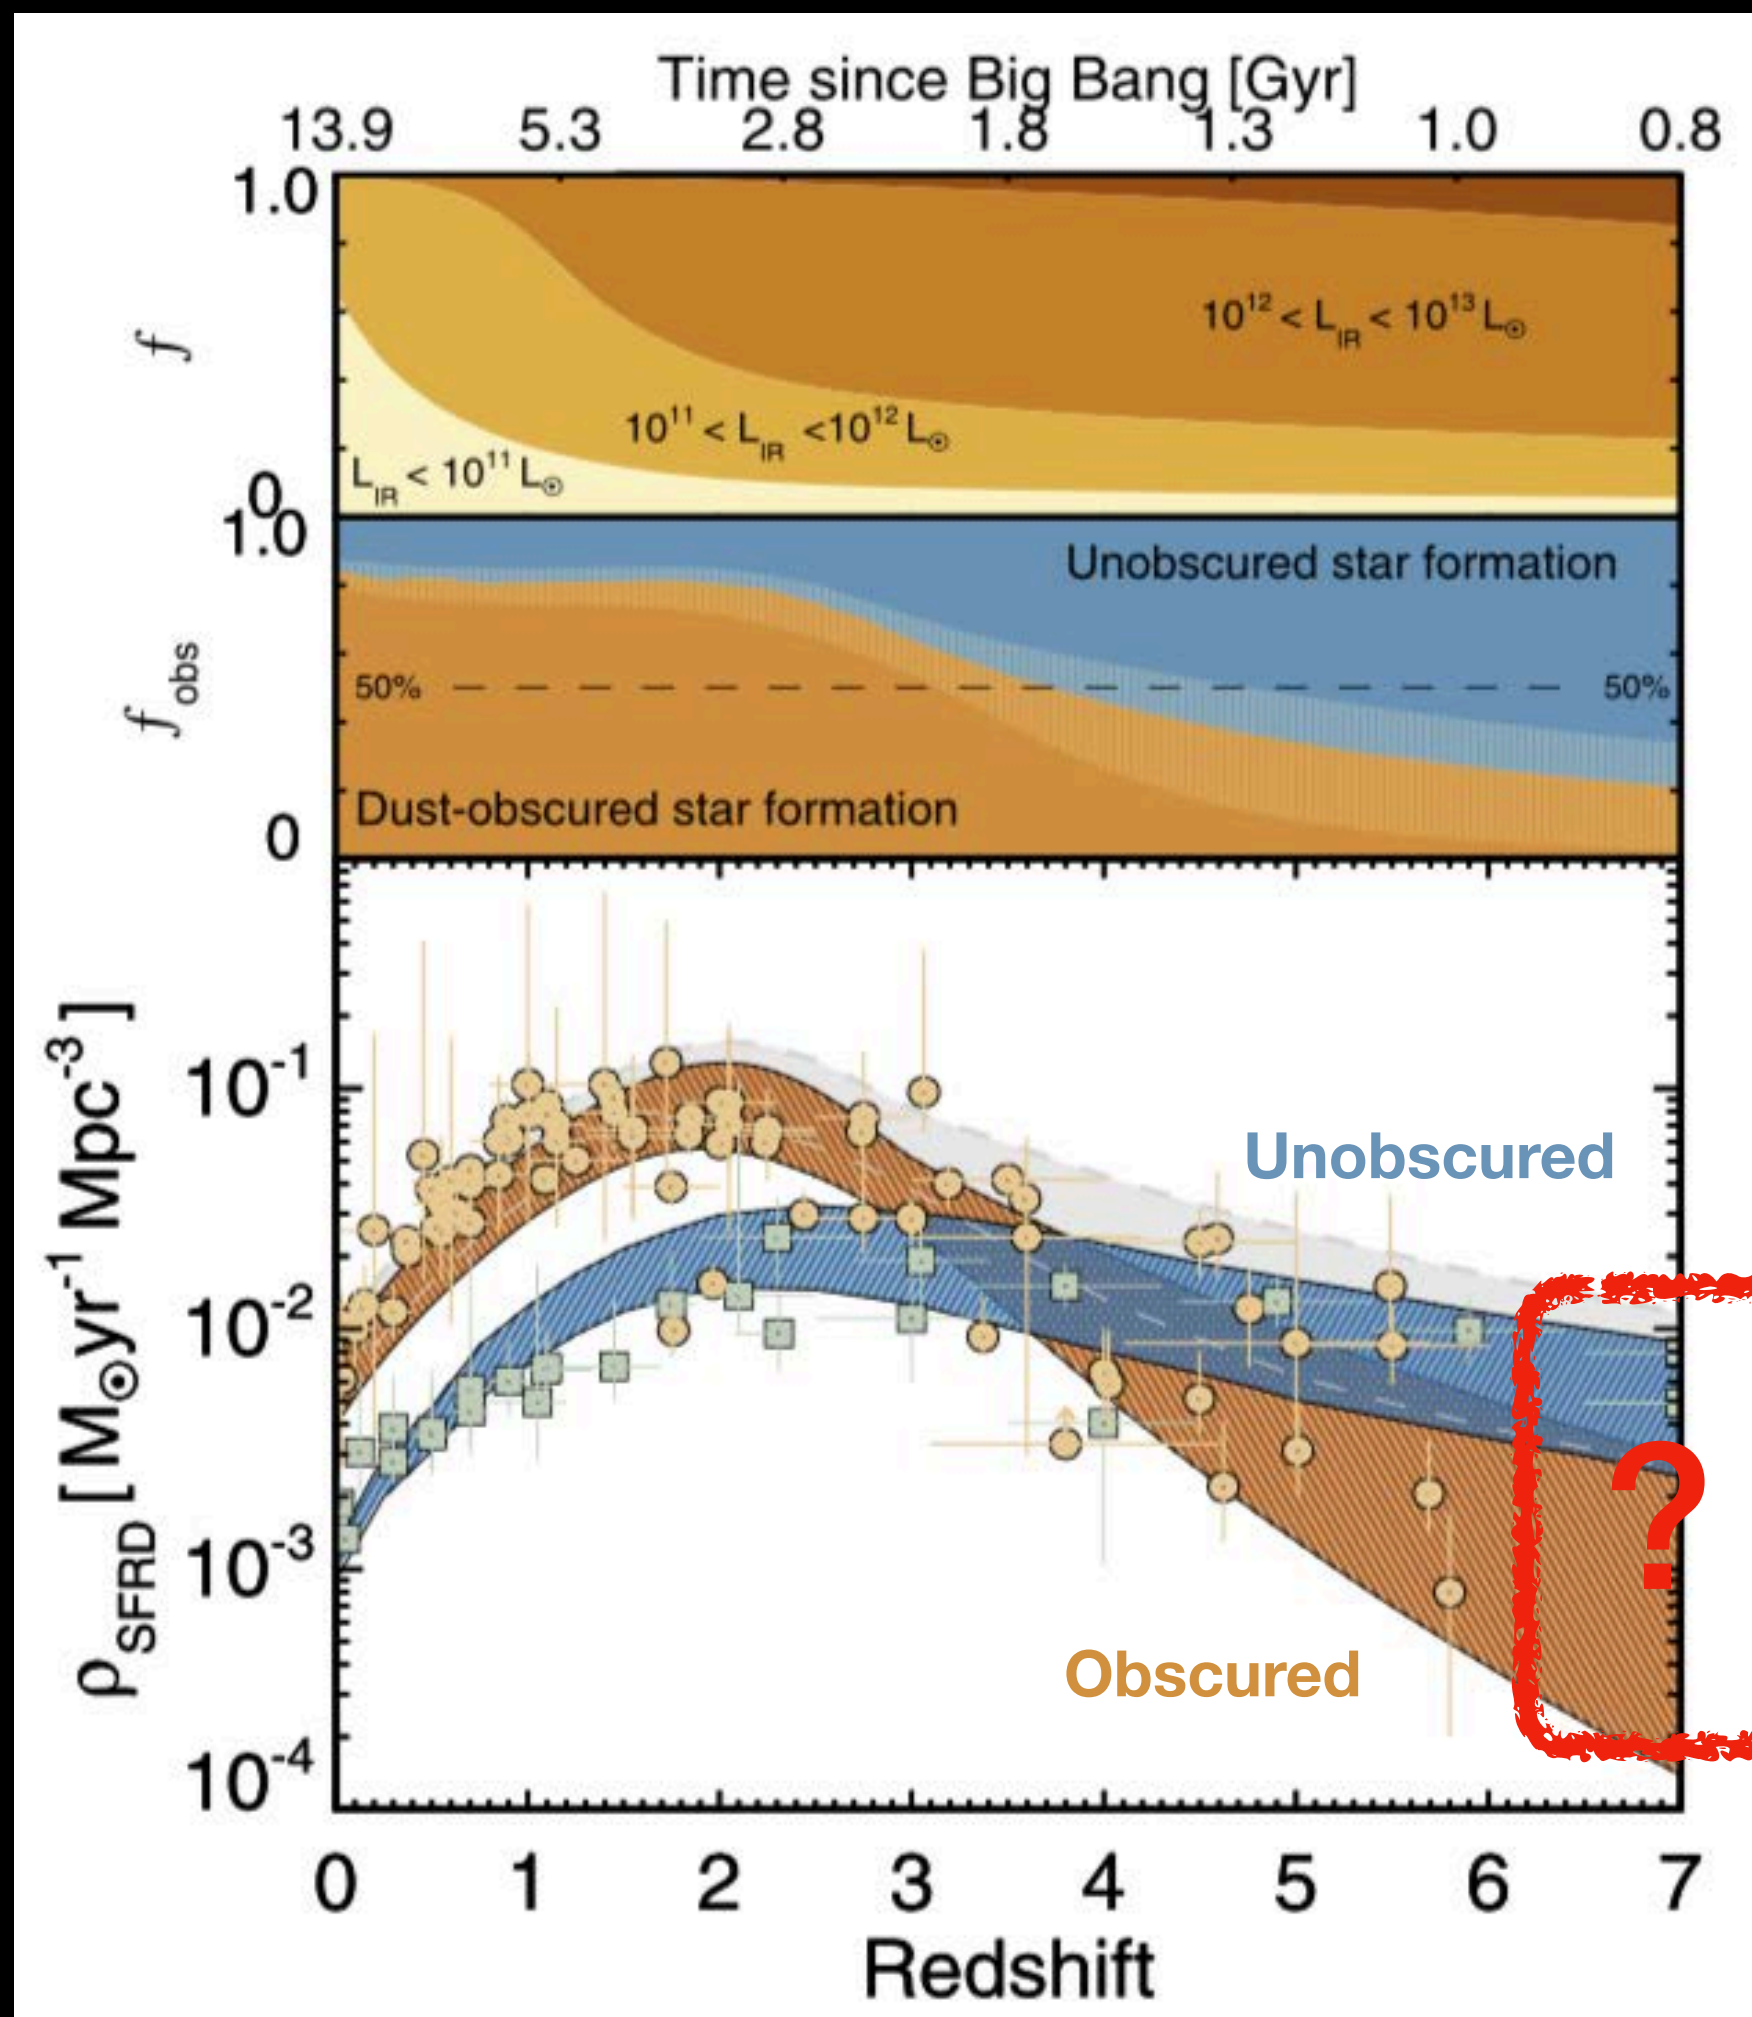 Time since Big Bang [Gyr]
13.9 5.3 2.8 1.8 1.3 1.0 0.8
1.0
f
10¹² < L_IR < 10¹³ L⊙
10¹¹ < L_IR <10¹² L⊙
L_IR < 10¹¹ L⊙
0
1.0
Unobscured star formation
f_obs
50% 50%
Dust-obscured star formation
0
ρ_SFRD [ M⊙yr⁻¹ Mpc⁻³ ]
10⁻¹
Unobscured
10⁻²
?
10⁻³
Obscured
10⁻⁴
0 1 2 3 4 5 6 7
Redshift